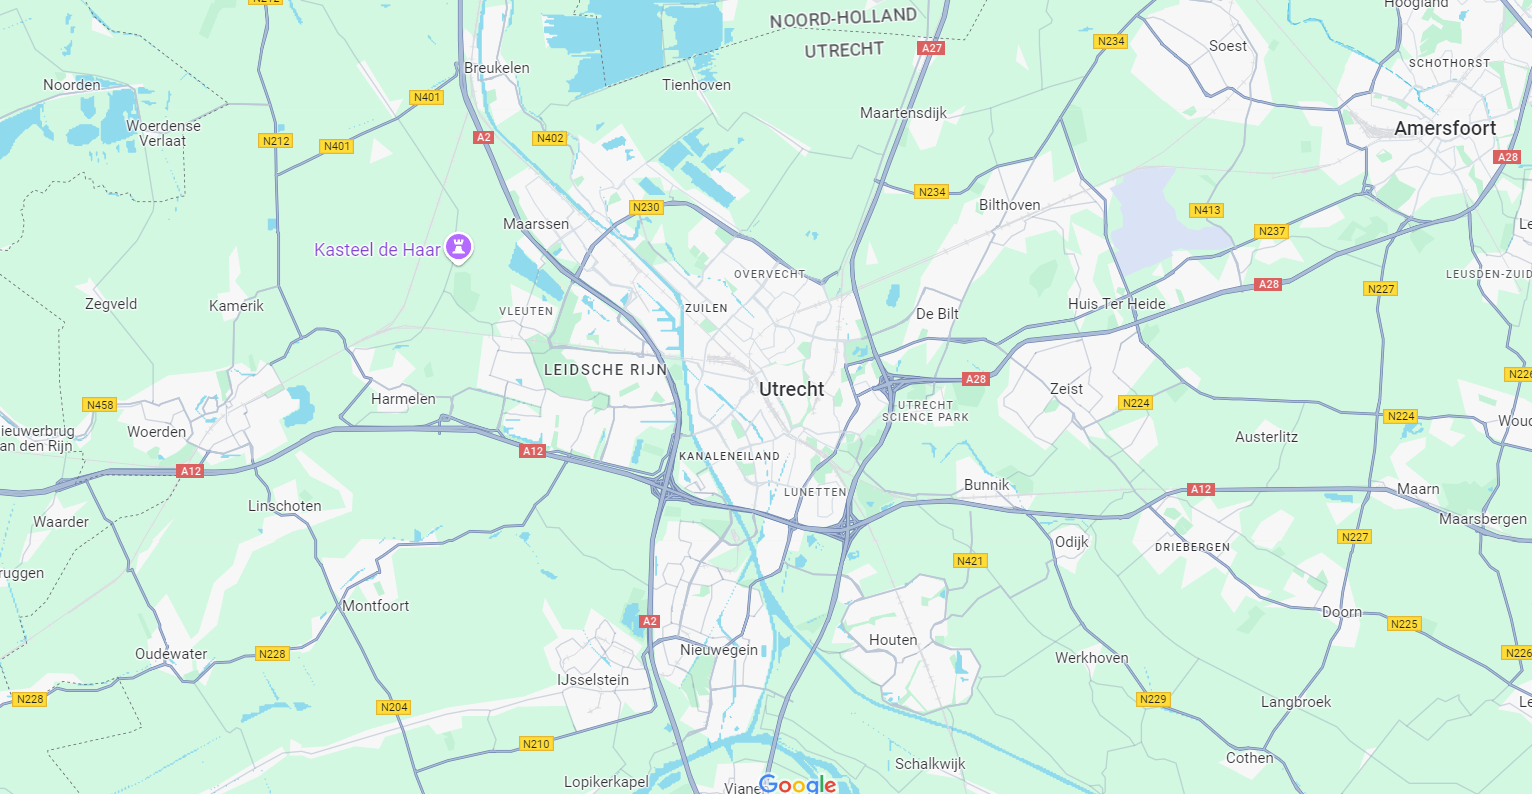 N212
NOORD-HOLLAND
Hoogland
UTRECHT
A27
N234
Soest
SCHOTHORST
Breukelen
Noorden
Tienhoven
N401
Maartensdijk
Woerdense
Verlaat
Amersfoort
A2
N402
N212
N401
A28
N234
Bilthoven
N230
N413
Maarssen
N237
Kasteel de Haar
OVERVECHT
LEUSDEN-ZUID
A28
N227
Zegveld
Kamerik
VLEUTEN
ZUILEN
De Bilt
Huis Ter Heide
LEIDSCHE RIJN
Utrecht
A28
N226
Zeist
Harmelen
N458
N224
UTRECHT
SCIENCE PARK
N224
Woud
ieuwerbrug
an den Rijn
Woerden
Austerlitz
A12
KANALENEILAND
A12
Bunnik
A12
Maarn
LUNETTEN
Linschoten
Waarder
Maarsbergen
N227
Odijk
DRIEBERGEN
N421
ruggen
Montfoort
Doorn
A2
N225
Houten
Oudewater
N228
Nieuwegein
Werkhoven
N226
IJsselstein
N228
N204
N229
Langbroek
Le
N210
Cothen
Schalkwijk
Lopikerkapel
Vianen
Google